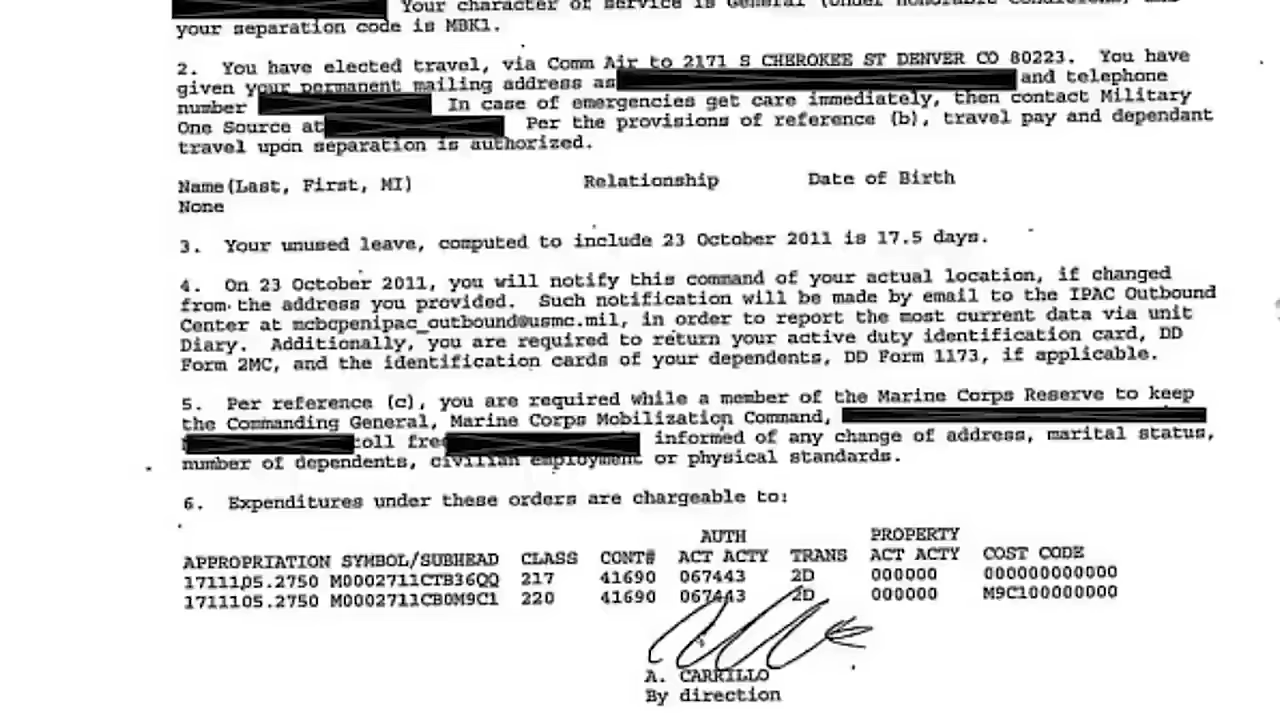 Your character of service is General (Under Honorable Conditions, and
your separation code is MBK1.
2. You have elected travel, via Comm Air to 2171 S CHEROKEE ST DENVER CO 80223. You have
given your permanent mailing address as and telephone
number In case of emergencies get care immediately, then contact Military
One Source at Per the provisions of reference (b), travel pay and dependant
travel upon separation is authorized.
Name(Last, First, MI) Relationship Date of Birth
None
3. Your unused leave, computed to include 23 October 2011 is 17.5 days.
4. On 23 October 2011, you will notify this command of your actual location, if changed
from the address you provided. Such notification will be made by email to the IPAC Outbound
Center at mcbcpenipac_outbound@usmc.mil, in order to report the most current data via unit
Diary. Additionally, you are required to return your active duty identification card, DD
Form 2MC, and the identification cards of your dependents, DD Form 1173, if applicable.
5. Per reference (c), you are required while a member of the Marine Corps Reserve to keep
the Commanding General, Marine Corps Mobilization Command,
toll free informed of any change of address, marital status,
number of dependents, civilian employment or physical standards.
6. Expenditures under these orders are chargeable to:
AUTH PROPERTY
APPROPRIATION SYMBOL/SUBHEAD CLASS CONT# ACT ACTY TRANS ACT ACTY COST CODE
1711105.2750 M0002711CTB36QQ 217 41690 067443 2D 000000 000000000000
1711105.2750 M0002711CB0M9C1 220 41690 067443 2D 000000 M9C100000000
A. CARRILLO
By direction